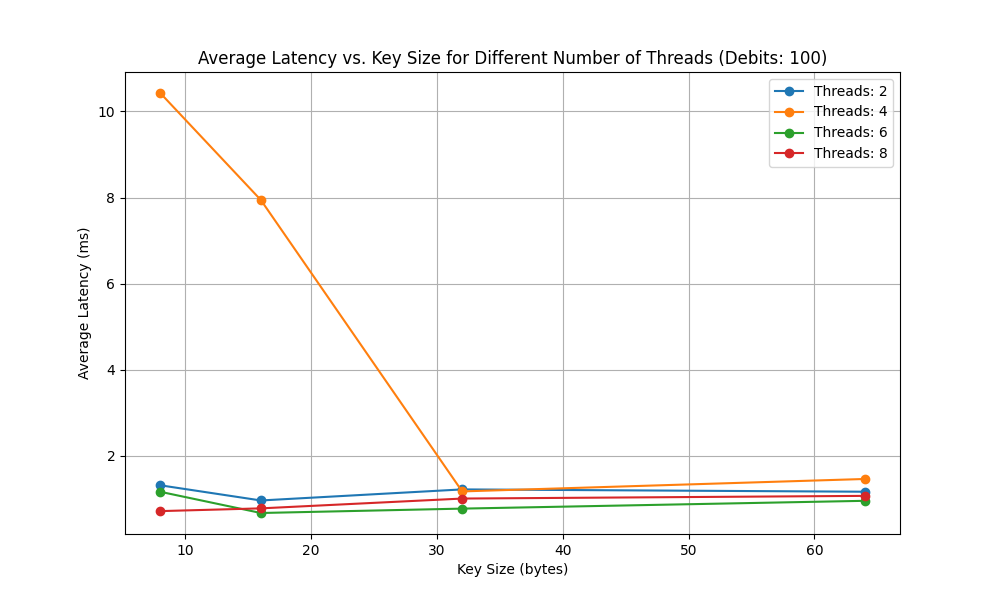 Average Latency vs. Key Size for Different Number of Threads (Debits: 100)
Threads: 2
Threads: 4
Threads: 6
Threads: 8
Average Latency (ms)
10
8
6
4
2
10 20 30 40 50 60
Key Size (bytes)